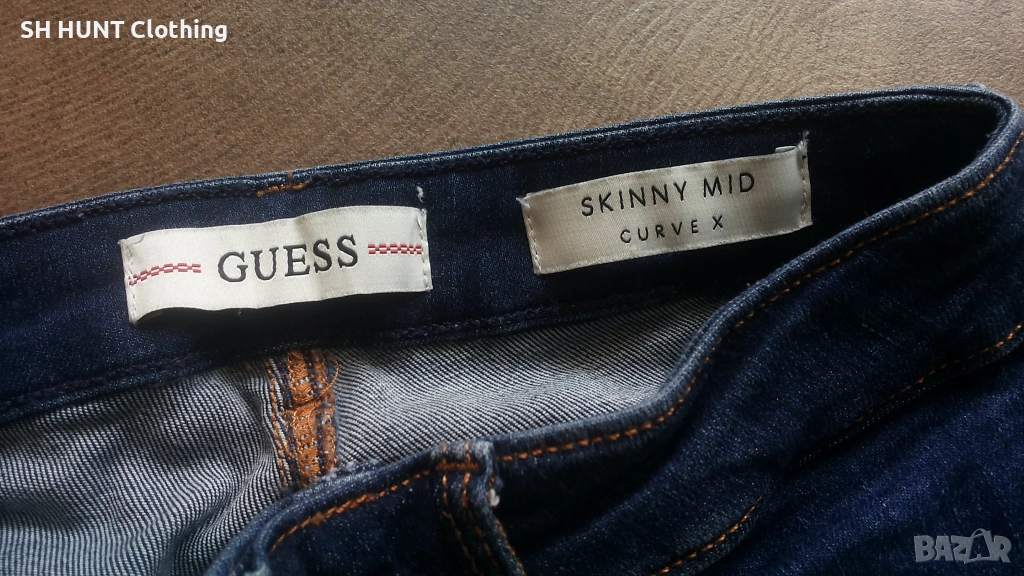 SH HUNT Clothing
GUESS
SKINNY MID
CURVE X
BAZAR